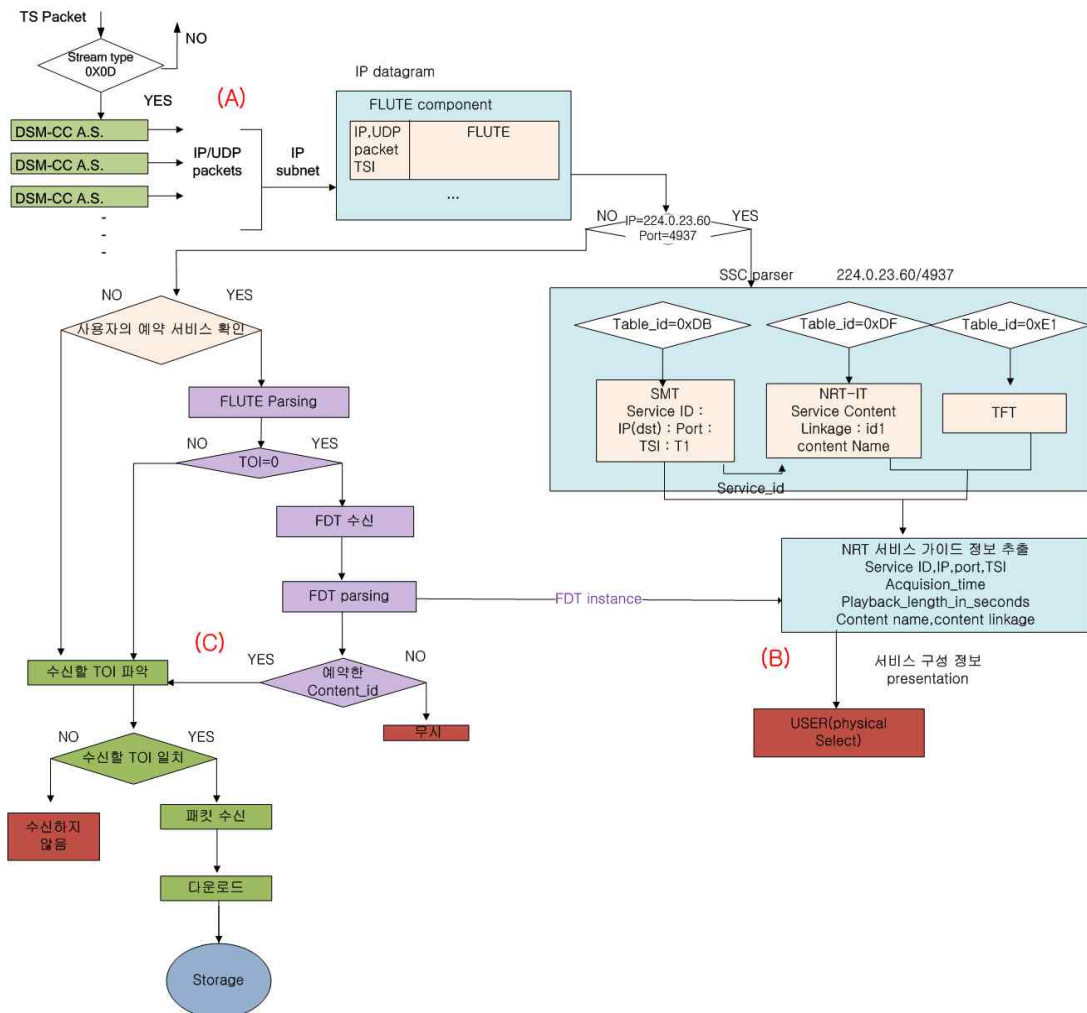 TS Packet
NO
Stream type
0X0D
YES
(A)
DSM-CC A.S.
DSM-CC A.S.
DSM-CC A.S.
IP/UDP
packets
IP
subnet
IP datagram
FLUTE component
IP,UDP
packet
TSI
FLUTE
...
NO
IP=224.0.23.60
Port=4937
YES
SSC parser
224.0.23.60/4937
Table_id=0xDB
Table_id=0xDF
Table_id=0xE1
SMT
Service ID :
IP(dst) : Port :
TSI : T1
NRT-IT
Service Content
Linkage : id1
content Name
TFT
Service_id
NO
YES
사용자의 예약 서비스 확인
FLUTE Parsing
NO
YES
TOI=0
FDT 수신
FDT parsing
FDT instance
NRT 서비스 가이드 정보 추출
Service ID,IP,port,TSI
Acquision_time
Playback_length_in_seconds
Content name,content linkage
(C)
(B)
YES
NO
예약한
Content_id
수신할 TOI 파악
무시
서비스 구성 정보
presentation
USER(physical
Select)
NO
YES
수신할 TOI 일치
수신하지
않음
패킷 수신
다운로드
Storage